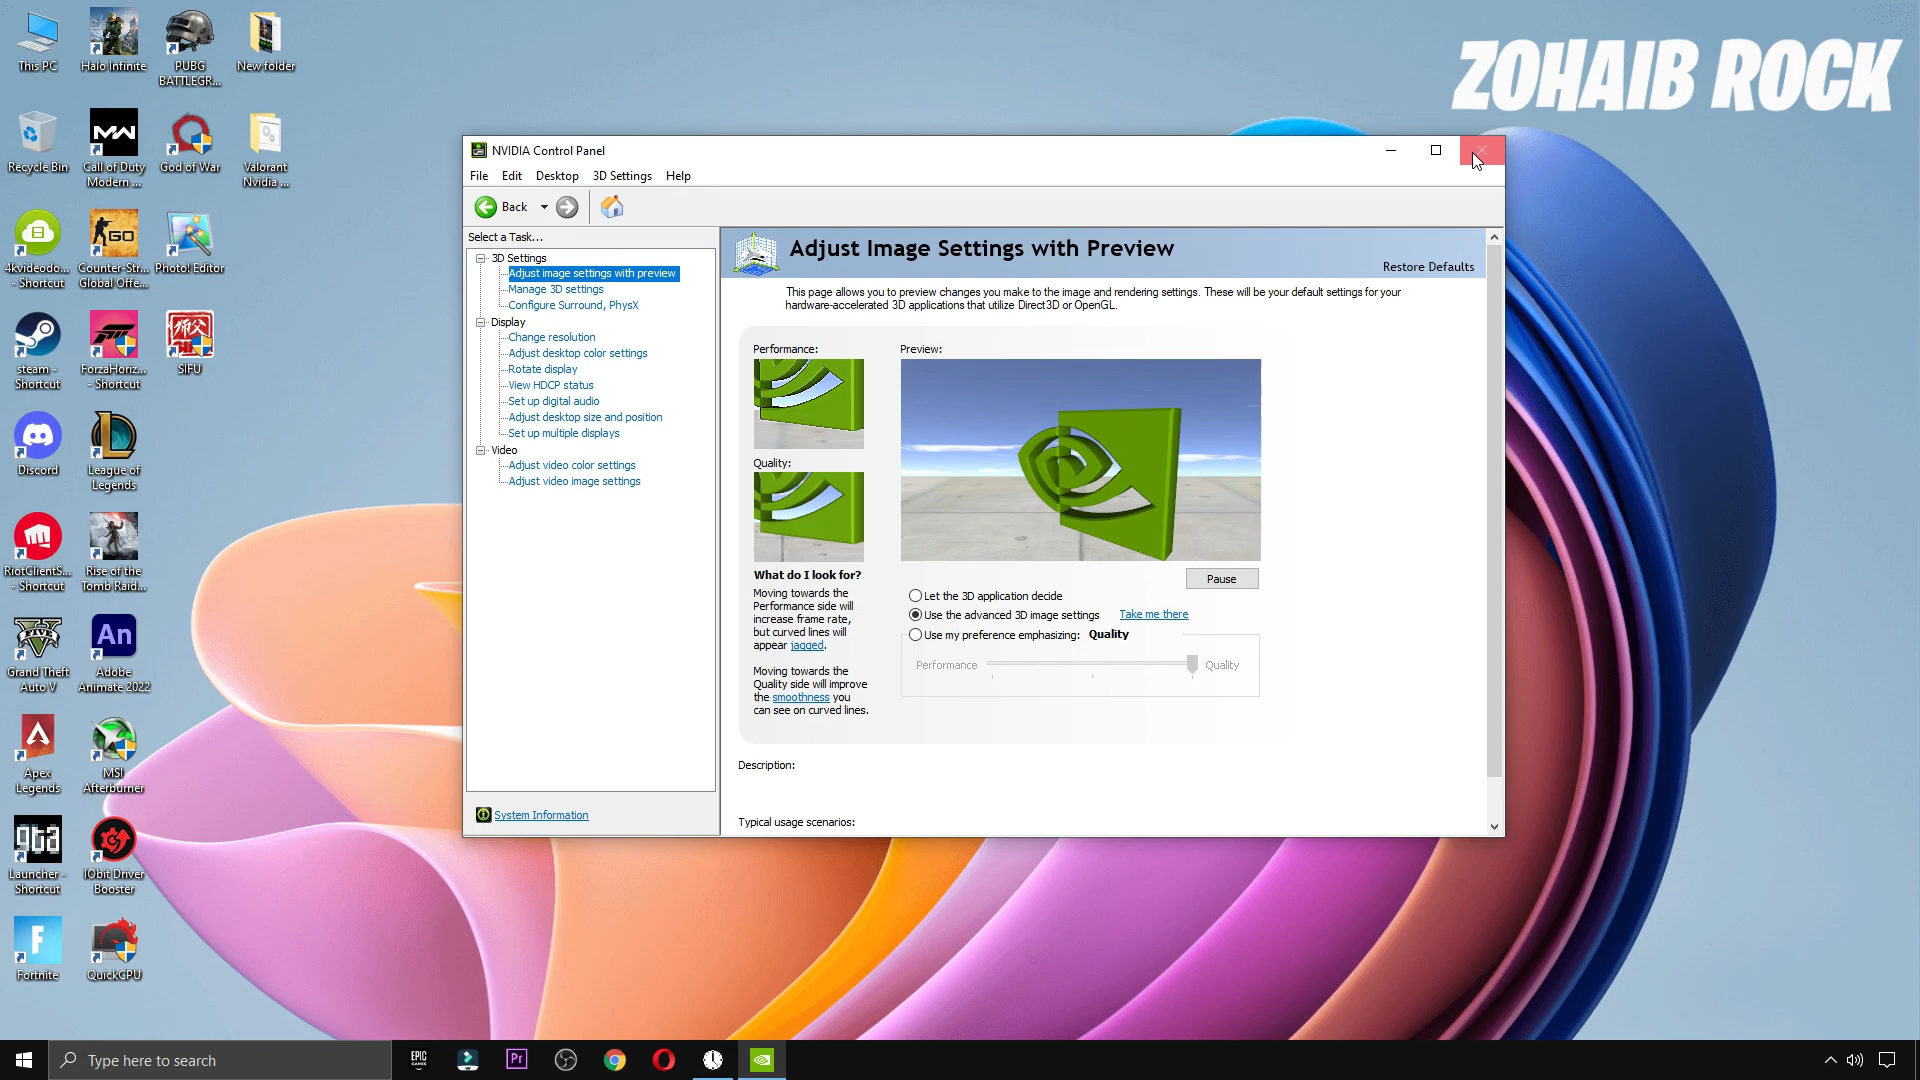 This PC
Halo Infinite
PUBG
BATTLEGR...
New folder
ZOHAIB ROCK
Recycle Bin
Call of Duty
Modern ...
God of War
Valorant
Nvidia ...
4kvideodo...
- Shortcut
GO
Counter-Str...
Global Offe...
Photo! Editor
steam -
Shortcut
ForzaHoriz...
- Shortcut
SIFU
Discord
League of
Legends
RiotClientS...
- Shortcut
Rise of the
Tomb Raid...
FIVE
Grand Theft
Auto V
An
Adobe
Animate 2022
Apex
Legends
MSI
Afterburner
gta
Launcher -
Shortcut
IObit Driver
Booster
F
Fortnite
QuickCPU
NVIDIA Control Panel
File Edit Desktop 3D Settings Help
Back
Select a Task...
3D Settings
Adjust image settings with preview
Manage 3D settings
Configure Surround, PhysX
Display
Change resolution
Adjust desktop color settings
Rotate display
View HDCP status
Set up digital audio
Adjust desktop size and position
Set up multiple displays
Video
Adjust video color settings
Adjust video image settings
System Information
Adjust Image Settings with Preview
Restore Defaults
This page allows you to preview changes you make to the image and rendering settings. These will be your default settings for your
hardware-accelerated 3D applications that utilize Direct3D or OpenGL.
Performance:
Preview:
Quality:
What do I look for?
Moving towards the
Performance side will
increase frame rate,
but curved lines will
appear jagged.
Moving towards the
Quality side will improve
the smoothness you
can see on curved lines.
Pause
Let the 3D application decide
Use the advanced 3D image settings Take me there
Use my preference emphasizing: Quality
Performance Quality
Description:
Typical usage scenarios:
Type here to search
EPIC
GAMES
Pr